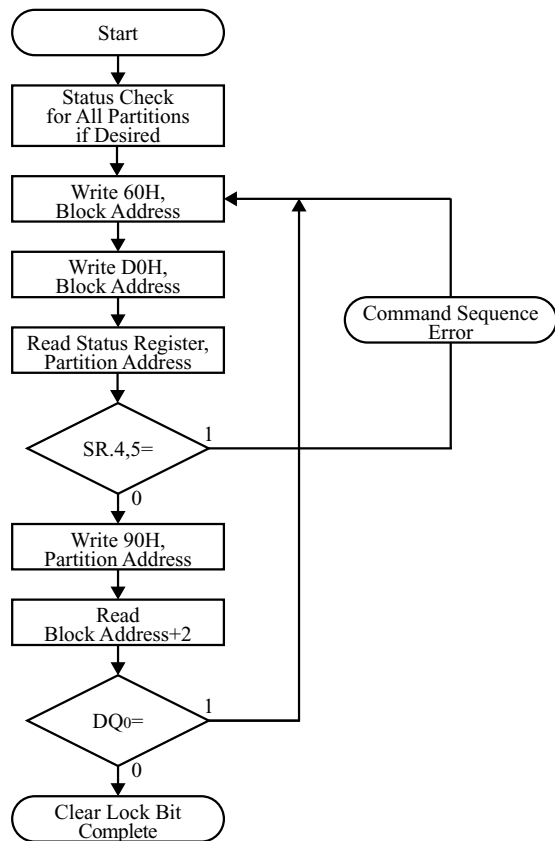 Start
Status Check
for All Partitions
if Desired
Write 60H,
Block Address
Write D0H,
Block Address
Command Sequence
Error
Read Status Register,
Partition Address
SR.4,5=
1
0
Write 90H,
Partition Address
Read
Block Address+2
DQ0=
1
0
Clear Lock Bit
Complete